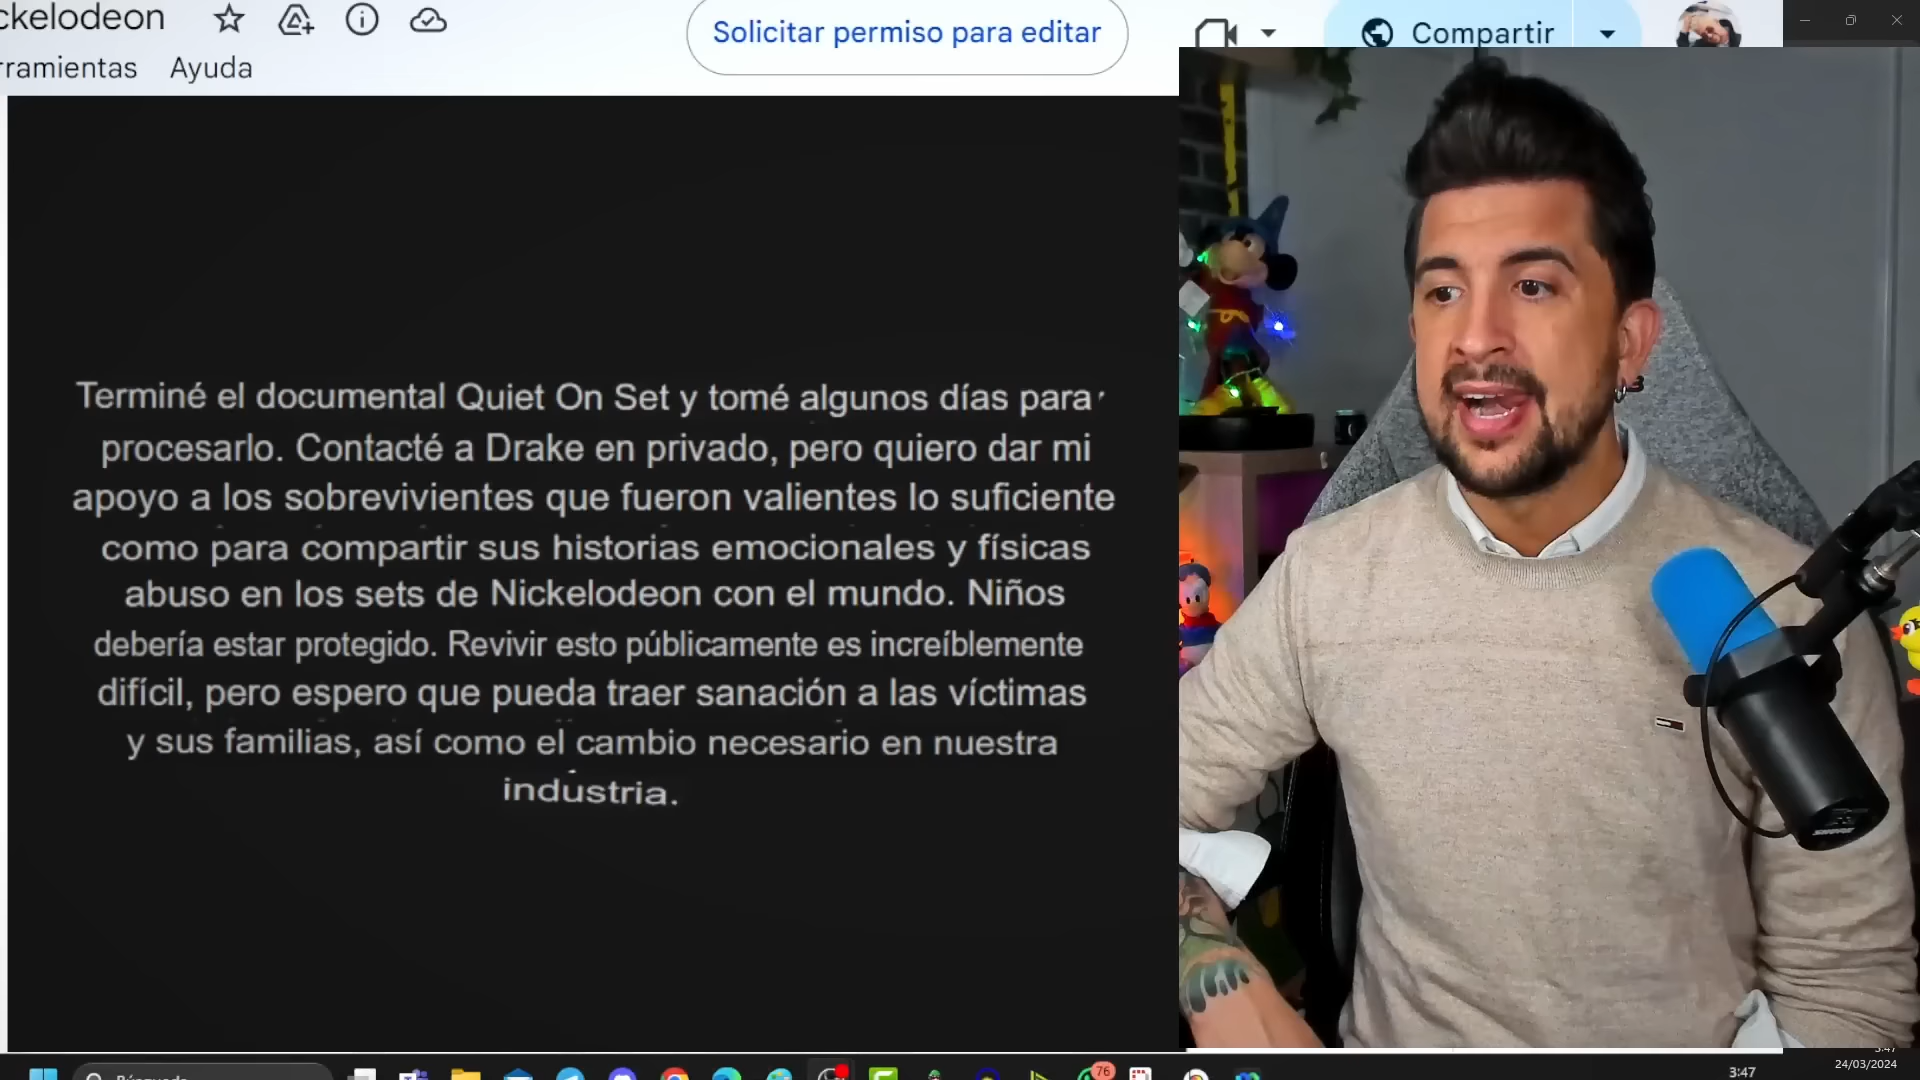 ckelodeon
Solicitar permiso para editar
Compartir
rramientas Ayuda
Terminé el documental Quiet On Set y tomé algunos días para
procesarlo. Contacté a Drake en privado, pero quiero dar mi
apoyo a los sobrevivientes que fueron valientes lo suficiente
como para compartir sus historias emocionales y físicas
abuso en los sets de Nickelodeon con el mundo. Niños
debería estar protegido. Revivir esto públicamente es increíblemente
difícil, pero espero que pueda traer sanación a las víctimas
y sus familias, así como el cambio necesario en nuestra
industria.
SHURE
76
3:47
24/03/2024